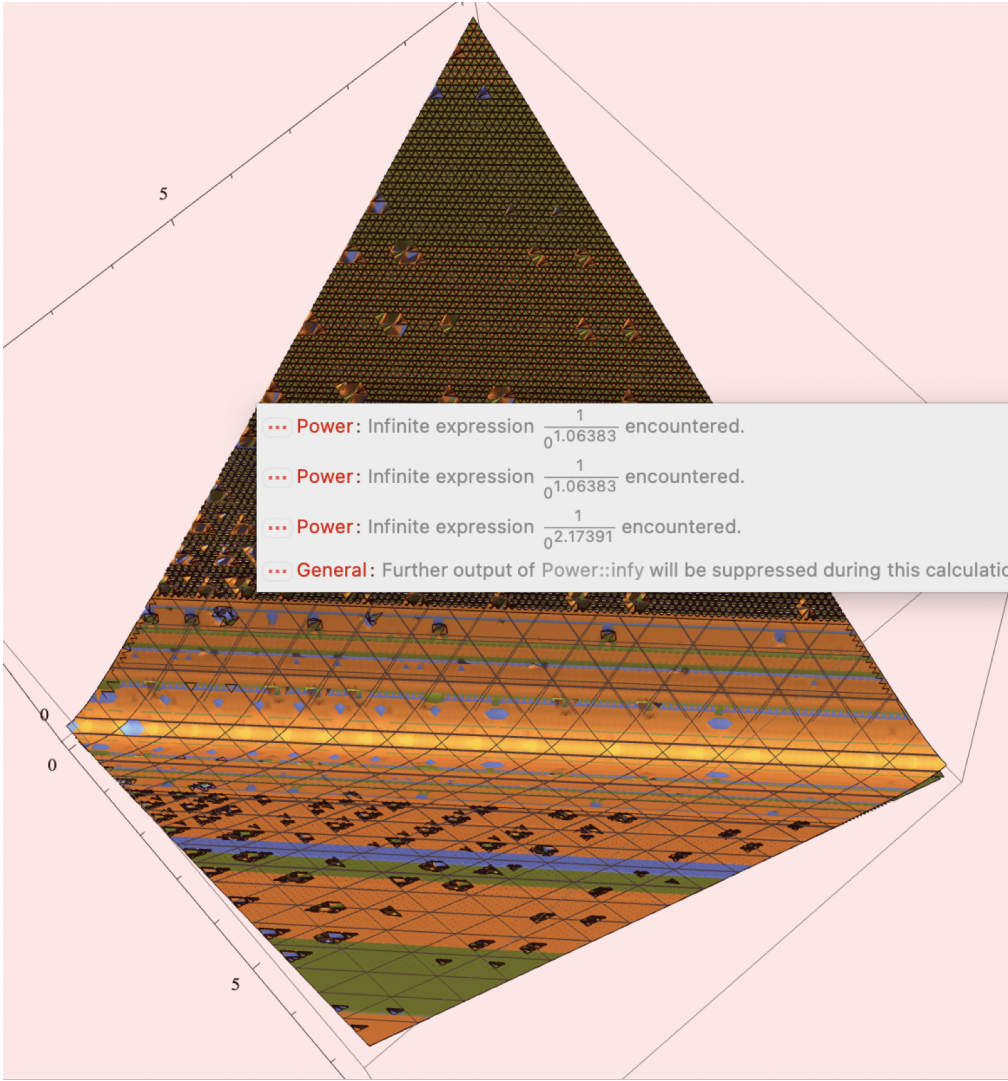 5
··· Power: Infinite expression 1/0^1.06383 encountered.
··· Power: Infinite expression 1/0^1.06383 encountered.
··· Power: Infinite expression 1/0^2.17391 encountered.
··· General: Further output of Power::infy will be suppressed during this calculatio
0
0
5